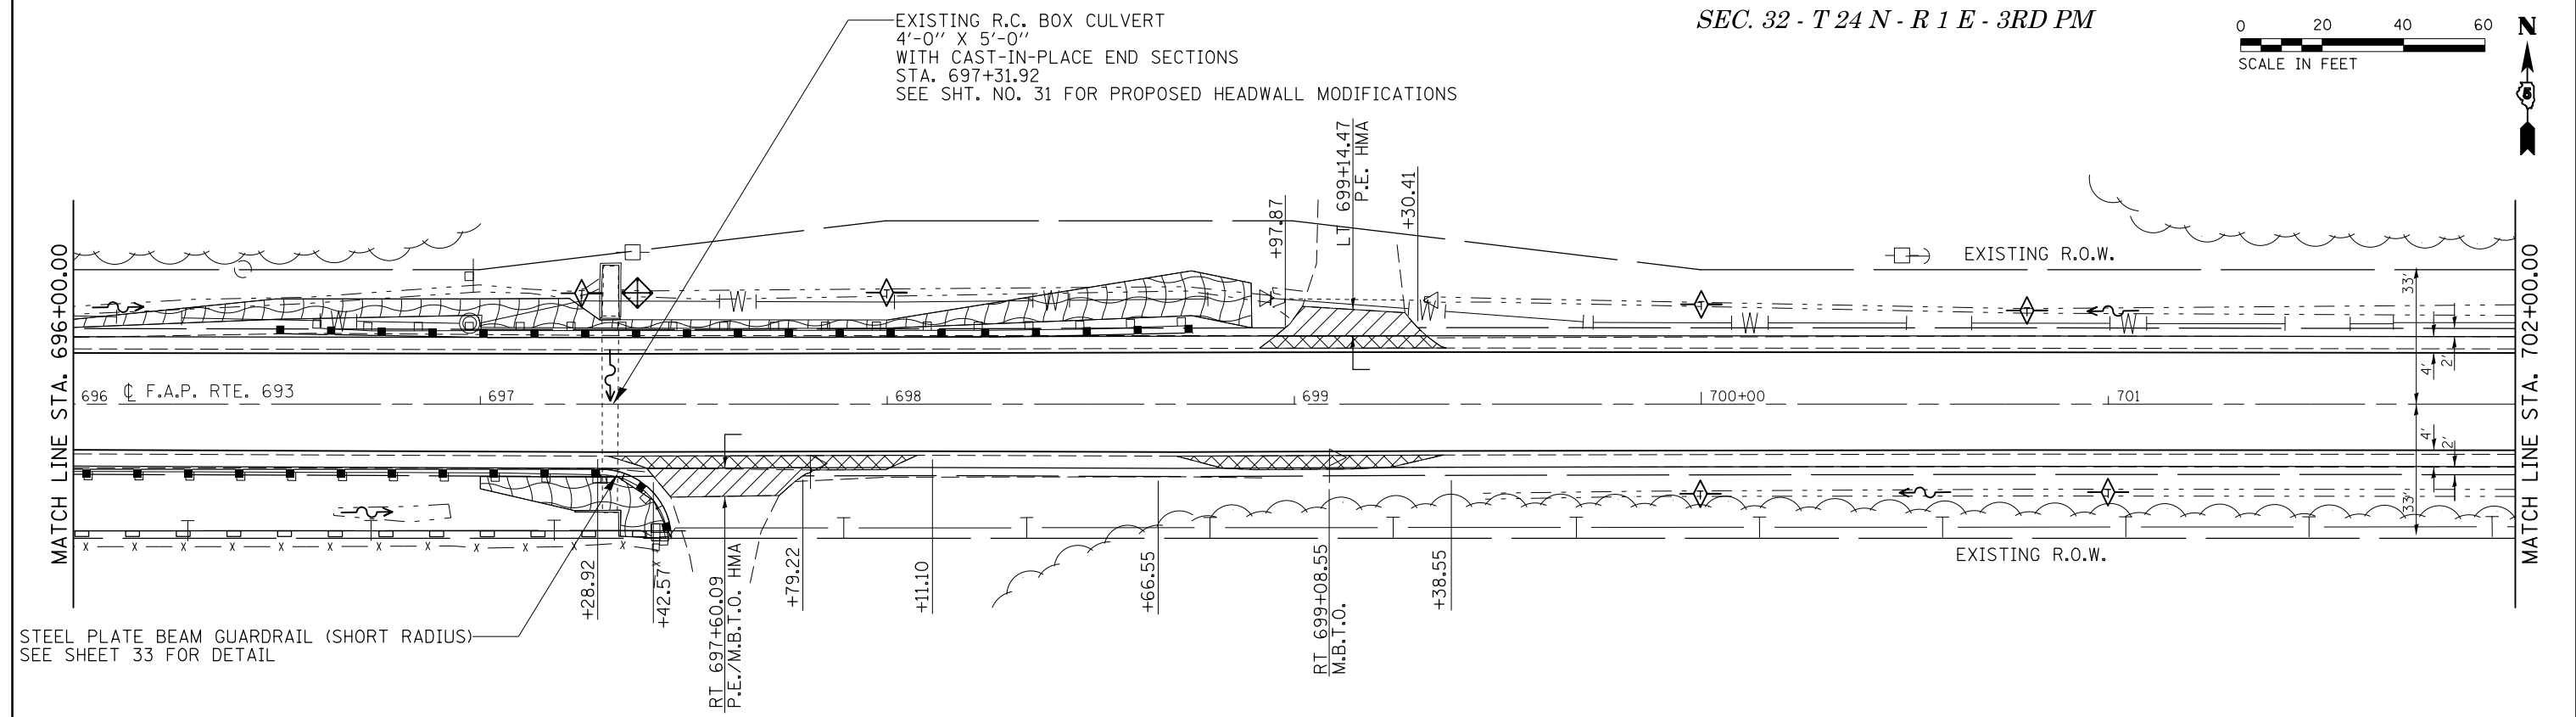 EXISTING R.C. BOX CULVERT
4'-0" X 5'-0"
WITH CAST-IN-PLACE END SECTIONS
STA. 697+31.92
SEE SHT. NO. 31 FOR PROPOSED HEADWALL MODIFICATIONS
SEC. 32 - T 24 N - R 1 E - 3RD PM
0 20 40 60
SCALE IN FEET
N
5
MATCH LINE STA. 696+00.00
+97.87
LT 699+14.47
P.E. HMA
+30.41
EXISTING R.O.W.
MATCH LINE STA. 702+00.00
33'
4'
2'
W W W W W W
T T T T
696 ℄ F.A.P. RTE. 693
697
698
699
700+00
701
4'
2'
33'
T T
EXISTING R.O.W.
X X X X X X X X X X X X X
+28.92
+42.57
RT 697+60.09
P.E./M.B.T.O. HMA
+79.22
+11.10
+66.55
RT 699+08.55
M.B.T.O.
+38.55
STEEL PLATE BEAM GUARDRAIL (SHORT RADIUS)
SEE SHEET 33 FOR DETAIL